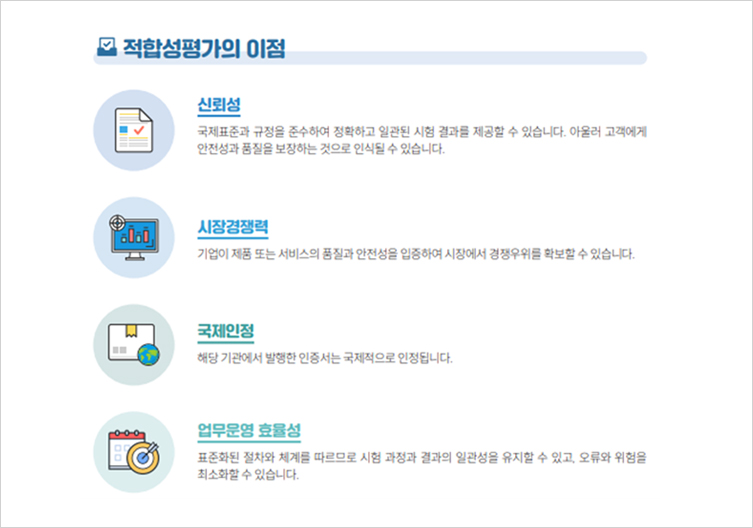 적합성평가의 이점
신뢰성
국제표준과 규정을 준수하여 정확하고 일관된 시험 결과를 제공할 수 있습니다. 아울러 고객에게
안전성과 품질을 보장하는 것으로 인식될 수 있습니다.
시장경쟁력
기업이 제품 또는 서비스의 품질과 안전성을 입증하여 시장에서 경쟁우위를 확보할 수 있습니다.
국제인정
해당 기관에서 발행한 인증서는 국제적으로 인정됩니다.
업무운영 효율성
표준화된 절차와 체계를 따르므로 시험 과정과 결과의 일관성을 유지할 수 있고, 오류와 위험을
최소화할 수 있습니다.